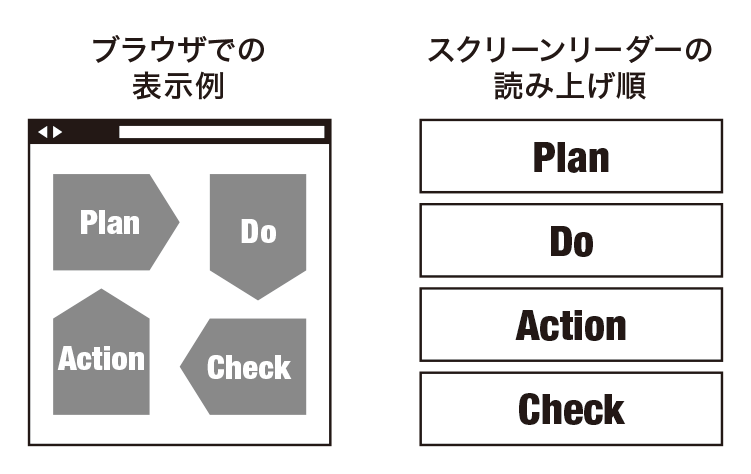 ブラウザでの
表示例
Plan
Do
Action
Check
スクリーンリーダーの
読み上げ順
Plan
Do
Action
Check